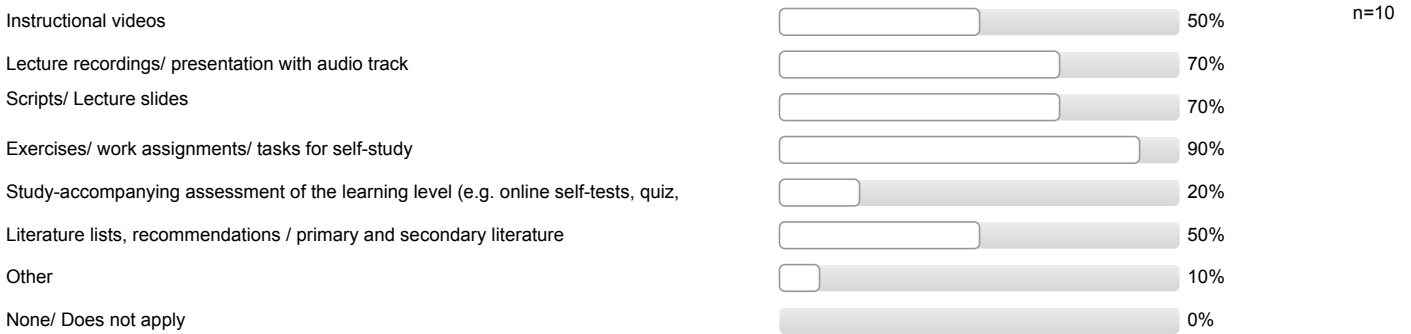 Instructional videos 50% n=10
Lecture recordings/ presentation with audio track 70%
Scripts/ Lecture slides 70%
Exercises/ work assignments/ tasks for self-study 90%
Study-accompanying assessment of the learning level (e.g. online self-tests, quiz, 20%
Literature lists, recommendations / primary and secondary literature 50%
Other 10%
None/ Does not apply 0%